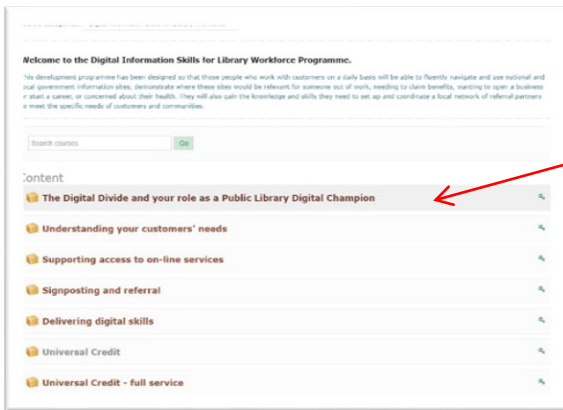 Welcome to the Digital Information Skills for Library Workforce Programme.
This development programme has been designed so that those people who work with customers on a daily basis will be able to fluently navigate and use national and
local government information sites, demonstrate where these sites would be relevant for someone out of work, needing to claim benefits, wanting to open a business
or start a career, or concerned about their health. They will also gain the knowledge and skills they need to set up and coordinate a local network of referral partners
to meet the specific needs of customers and communities.
Search courses
Go
Content
The Digital Divide and your role as a Public Library Digital Champion
Understanding your customers' needs
Supporting access to on-line services
Signposting and referral
Delivering digital skills
Universal Credit
Universal Credit - full service